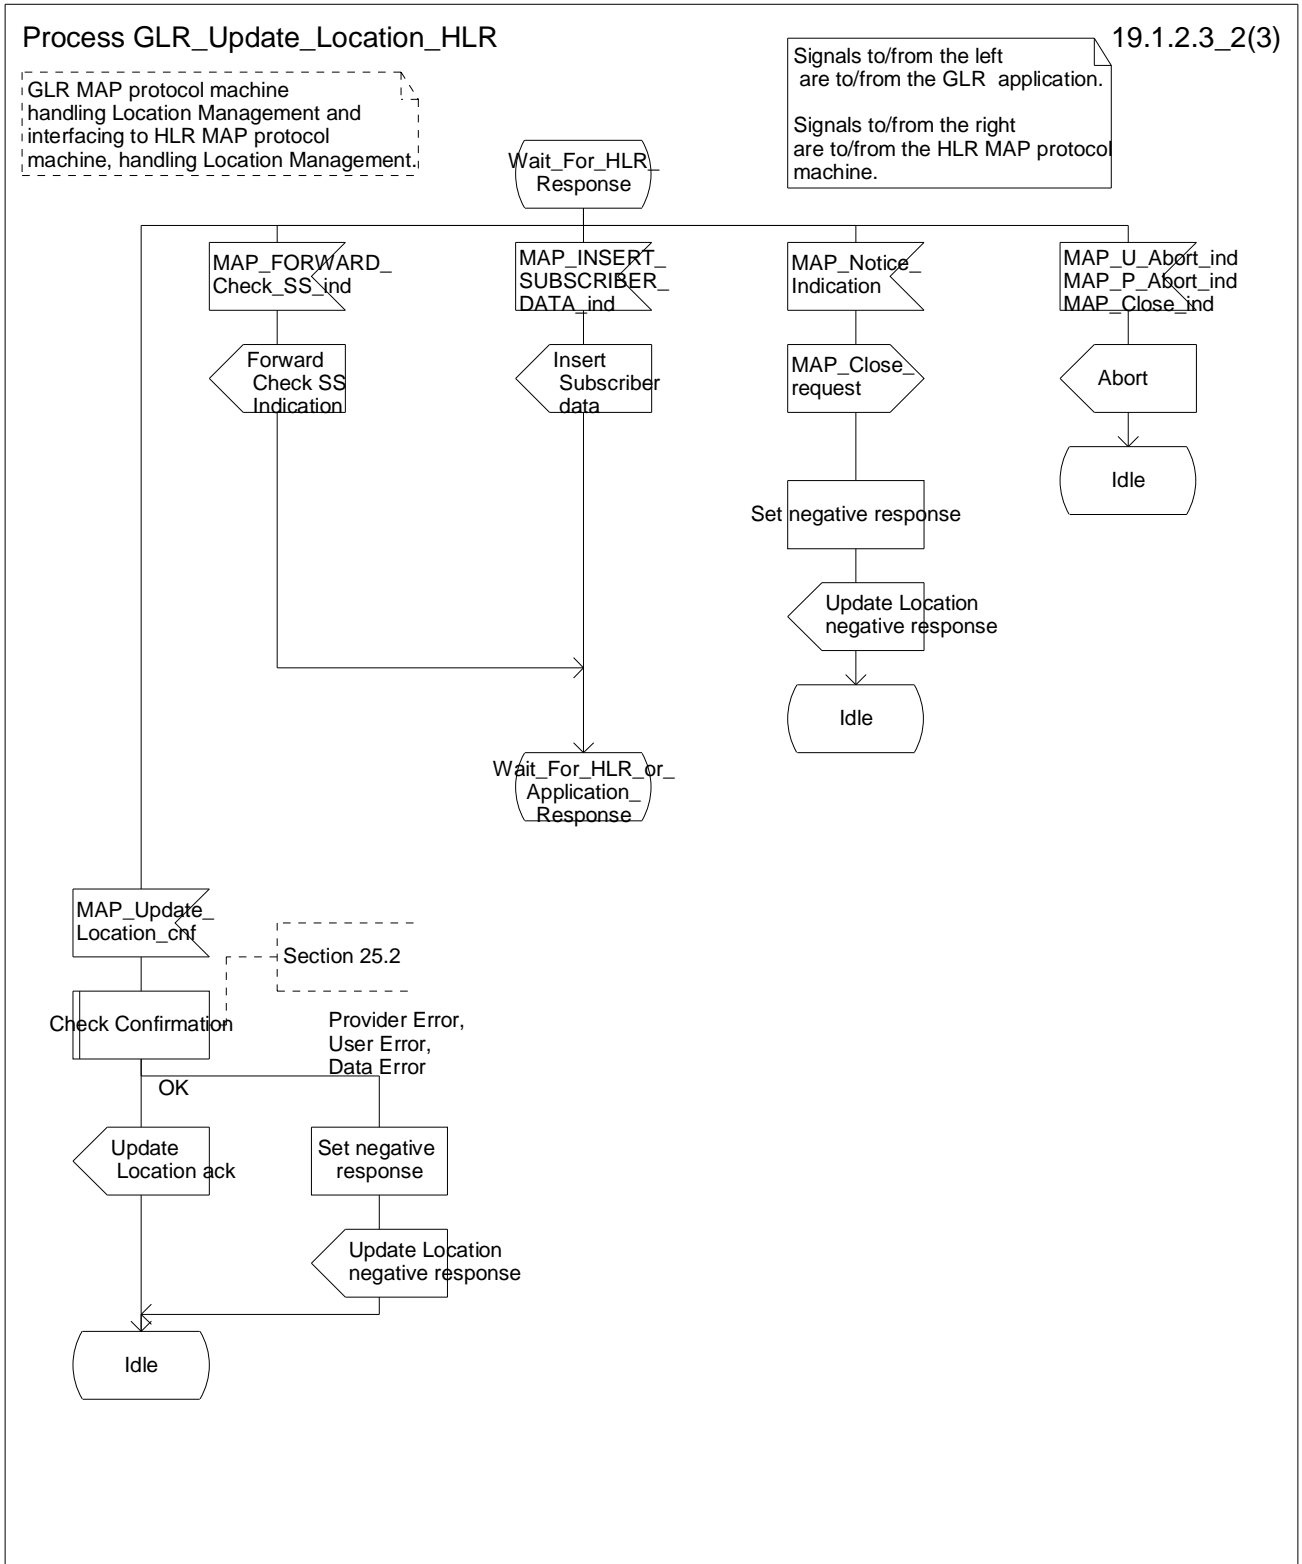 Process GLR_Update_Location_HLR
19.1.2.3_2(3)
GLR MAP protocol machine
handling Location Management and
interfacing to HLR MAP protocol
machine, handling Location Management.
Signals to/from the left
are to/from the GLR application.
Signals to/from the right
are to/from the HLR MAP protocol
machine.
Wait_For_HLR_
Response
MAP_FORWARD_
Check_SS_ind
MAP_INSERT_
SUBSCRIBER_
DATA_ind
MAP_Notice_
Indication
MAP_U_Abort_ind
MAP_P_Abort_ind
MAP_Close_ind
Forward
Check SS
Indication
Insert
Subscriber
data
MAP_Close_
request
Abort
Idle
Set negative response
Update Location
negative response
Idle
Wait_For_HLR_or_
Application_
Response
MAP_Update_
Location_cnf
Section 25.2
Check Confirmation
Provider Error,
User Error,
Data Error
OK
Update
Location ack
Set negative
response
Update Location
negative response
Idle